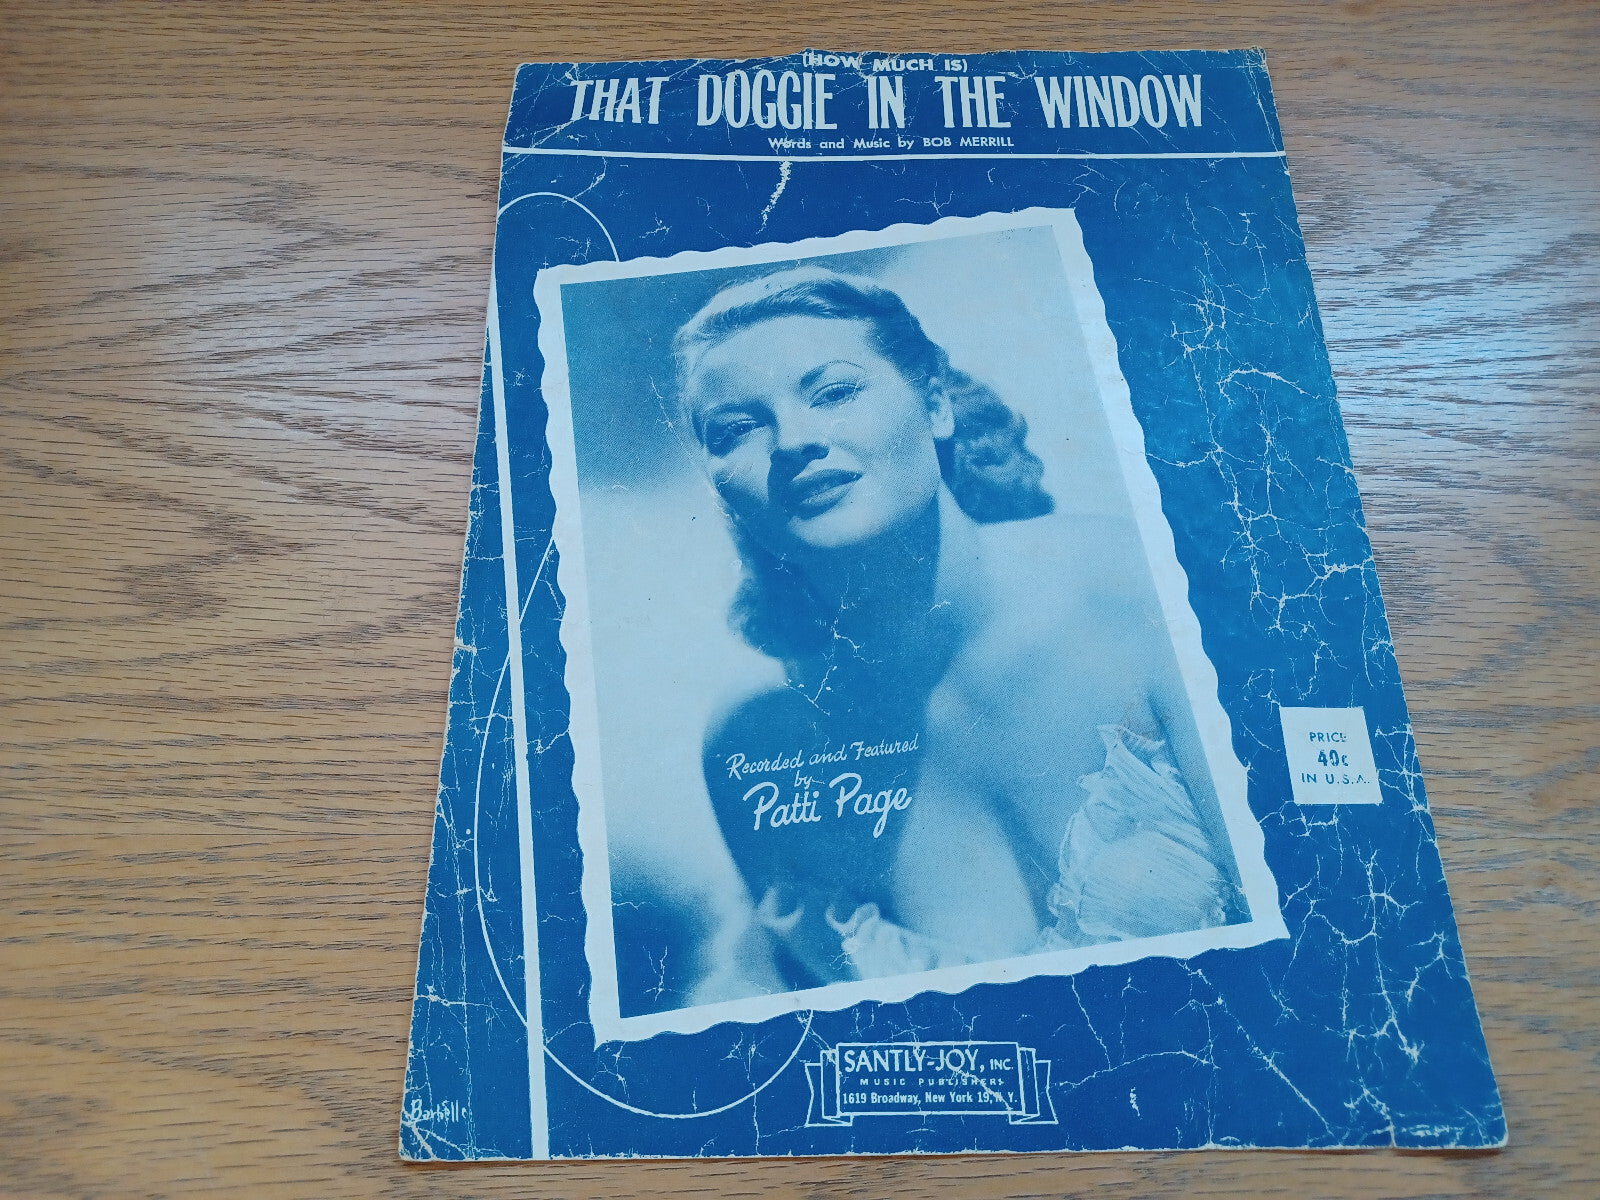 (HOW MUCH IS)
THAT DOGGIE IN THE WINDOW
Words and Music by BOB MERRILL
Recorded and Featured
by
Patti Page
PRICE
40¢
IN U.S.A.
SANTLY-JOY, INC.
MUSIC PUBLISHERS
1619 Broadway, New York 19, N.Y.
Barbelle